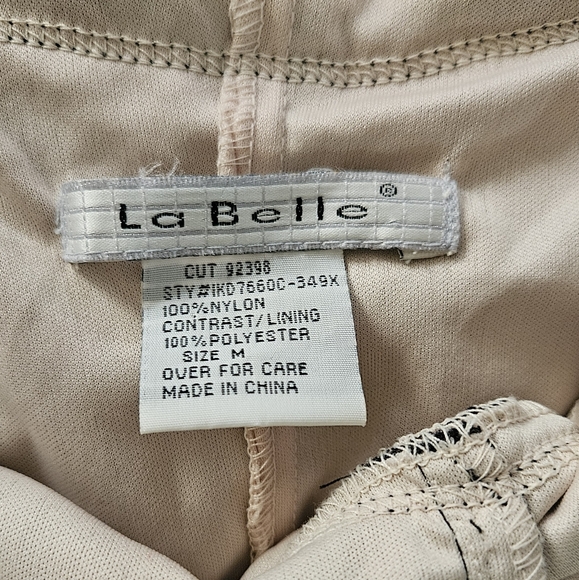 La Belle ®
CUT 92398
STY#IKD7660C-349X
100%NYLON
CONTRAST/LINING
100%POLYESTER
SIZE M
OVER FOR CARE
MADE IN CHINA